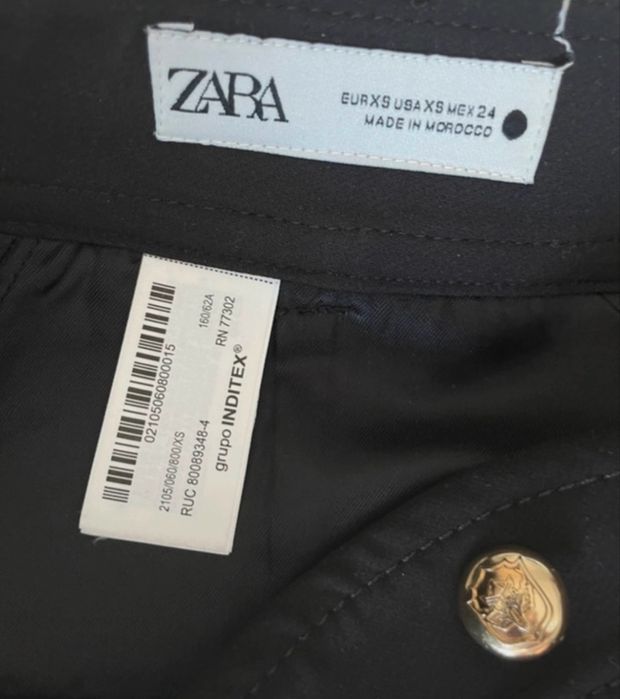 ZARA
EUR XS USA XS MEX 24
MADE IN MOROCCO
02105060800015
2105/060/800/XS
160/62A
RUC 80089348-4
RN 77302
grupo INDITEX®